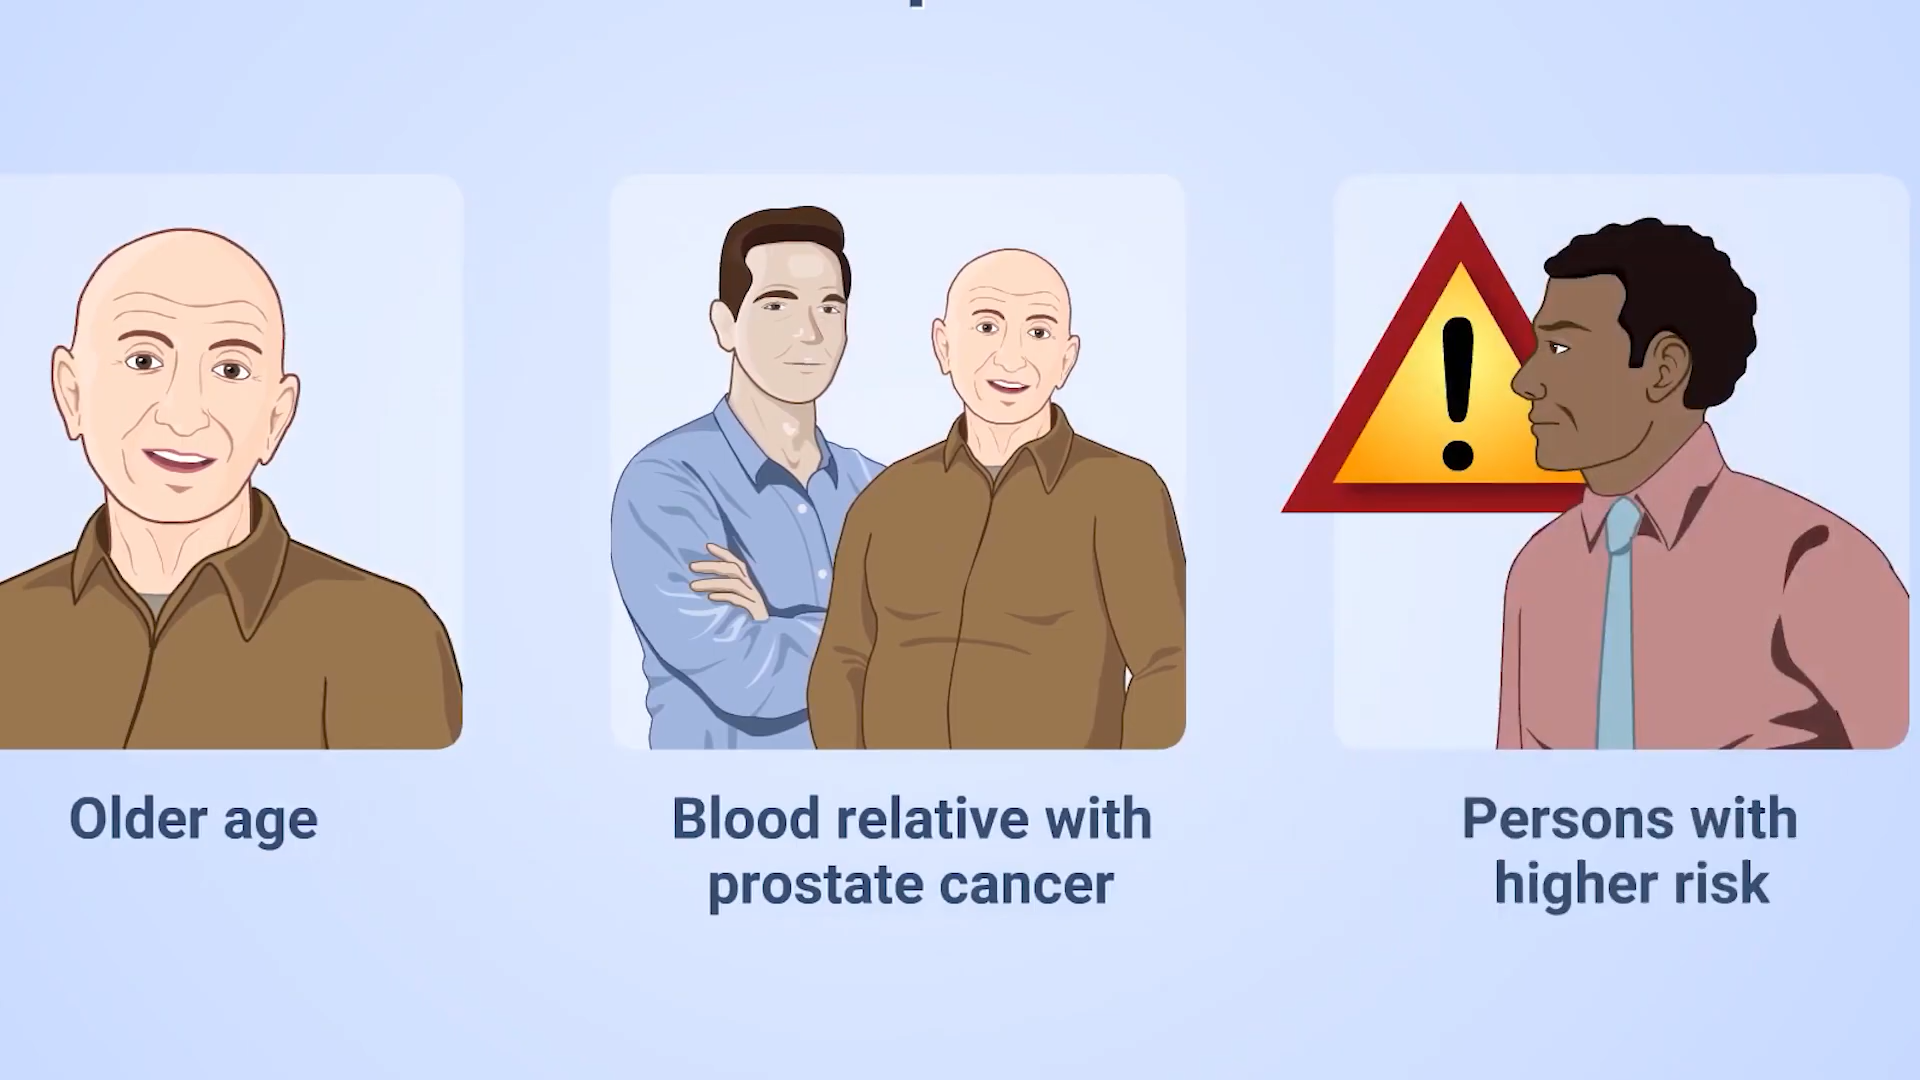 Older age
Blood relative with
prostate cancer
Persons with
higher risk